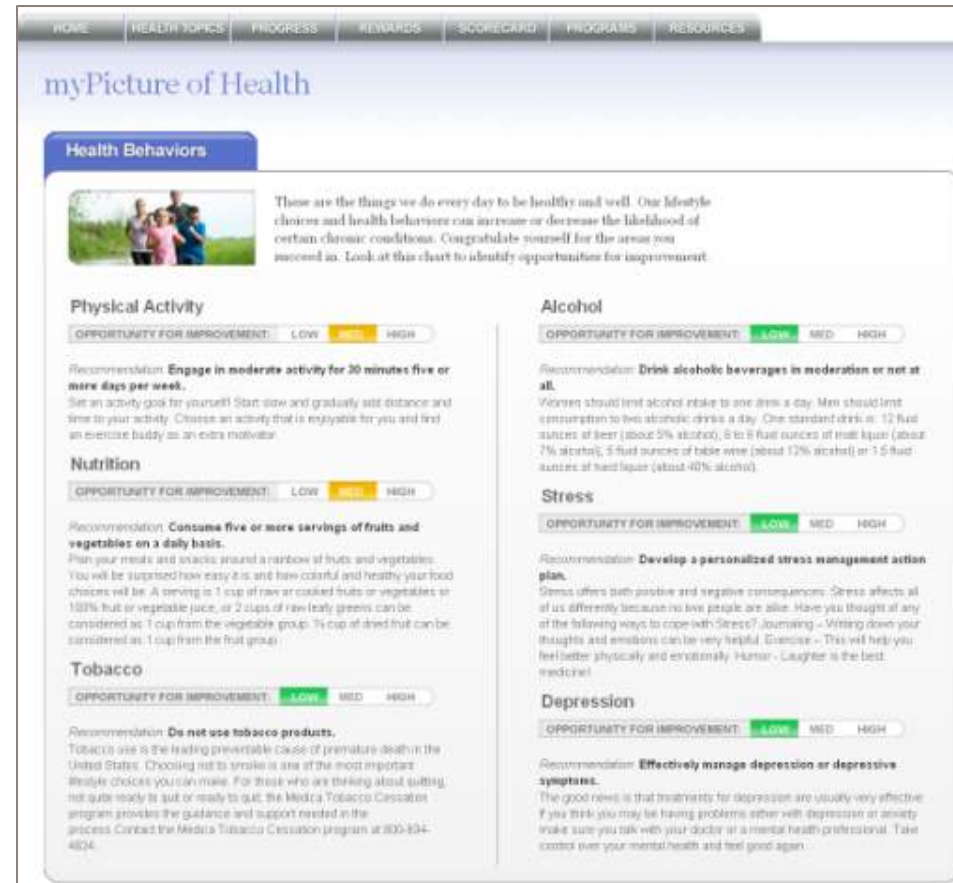 HOME HEALTH TOPICS PROGRESS REWARDS SCORECARD PROGRAMS RESOURCES
myPicture of Health
Health Behaviors
These are the things we do every day to be healthy and well. Our lifestyle
choices and health behaviors can increase or decrease the likelihood of
certain chronic conditions. Congratulate yourself for the areas you
succeed in. Look at this chart to identify opportunities for improvement.
Physical Activity
OPPORTUNITY FOR IMPROVEMENT: LOW MED HIGH
Recommendation: Engage in moderate activity for 30 minutes five or
more days per week.
Set an activity goal for yourself! Start slow and gradually add distance and
time to your activity. Choose an activity that is enjoyable for you and find
an exercise buddy as an extra motivator.
Nutrition
OPPORTUNITY FOR IMPROVEMENT: LOW MED HIGH
Recommendation: Consume five or more servings of fruits and
vegetables on a daily basis.
Plan your meals and snacks around a rainbow of fruits and vegetables.
You will be surprised how easy it is and how colorful and healthy your food
choices will be. A serving is 1 cup of raw or cooked fruits or vegetables or
100% fruit or vegetable juice, or 2 cups of raw leafy greens can be
considered as 1 cup from the vegetable group. ½ cup of dried fruit can be
considered as 1 cup from the fruit group.
Tobacco
OPPORTUNITY FOR IMPROVEMENT: LOW MED HIGH
Recommendation: Do not use tobacco products.
Tobacco use is the leading preventable cause of premature death in the
United States. Choosing not to smoke is one of the most important
lifestyle choices you can make. For those who are thinking about quitting,
not quite ready to quit or ready to quit, the Medica Tobacco Cessation
program provides the guidance and support needed in the
process.Contact the Medica Tobacco Cessation program at
Alcohol
OPPORTUNITY FOR IMPROVEMENT: LOW MED HIGH
Recommendation: Drink alcoholic beverages in moderation or not at
all.
Women should limit alcohol intake to one drink a day. Men should limit
consumption to two alcoholic drinks a day. One standard drink is: 12 fluid
ounces of beer (about 5% alcohol), 8 to 9 fluid ounces of malt liquor (about
7% alcohol), 5 fluid ounces of table wine (about 12% alcohol) or 1.5 fluid
ounces of hard liquor (about 40% alcohol).
Stress
OPPORTUNITY FOR IMPROVEMENT: LOW MED HIGH
Recommendation: Develop a personalized stress management action
plan.
Stress offers both positive and negative consequences. Stress affects all
of us differently because no two people are alike. Have you thought of any
of the following ways to cope with Stress? Journaling – Writing down your
thoughts and emotions can be very helpful. Exercise – This will help you
feel better physically and emotionally. Humor - Laughter is the best
medicine!
Depression
OPPORTUNITY FOR IMPROVEMENT: LOW MED HIGH
Recommendation: Effectively manage depression or depressive
symptoms.
The good news is that treatments for depression are usually very effective.
If you think you may be having problems either with depression or anxiety
make sure you talk with your doctor or a mental health professional. Take
control over your mental health and feel good again.